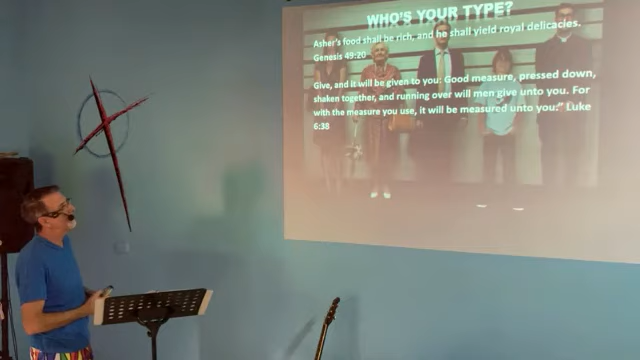 WHO'S YOUR TYPE?
Asher's food shall be rich, and he shall yield royal delicacies.
Genesis 49:20
Give, and it will be given to you: Good measure, pressed down,
shaken together, and running over will men give unto you. For
with the measure you use, it will be measured unto you." Luke
6:38